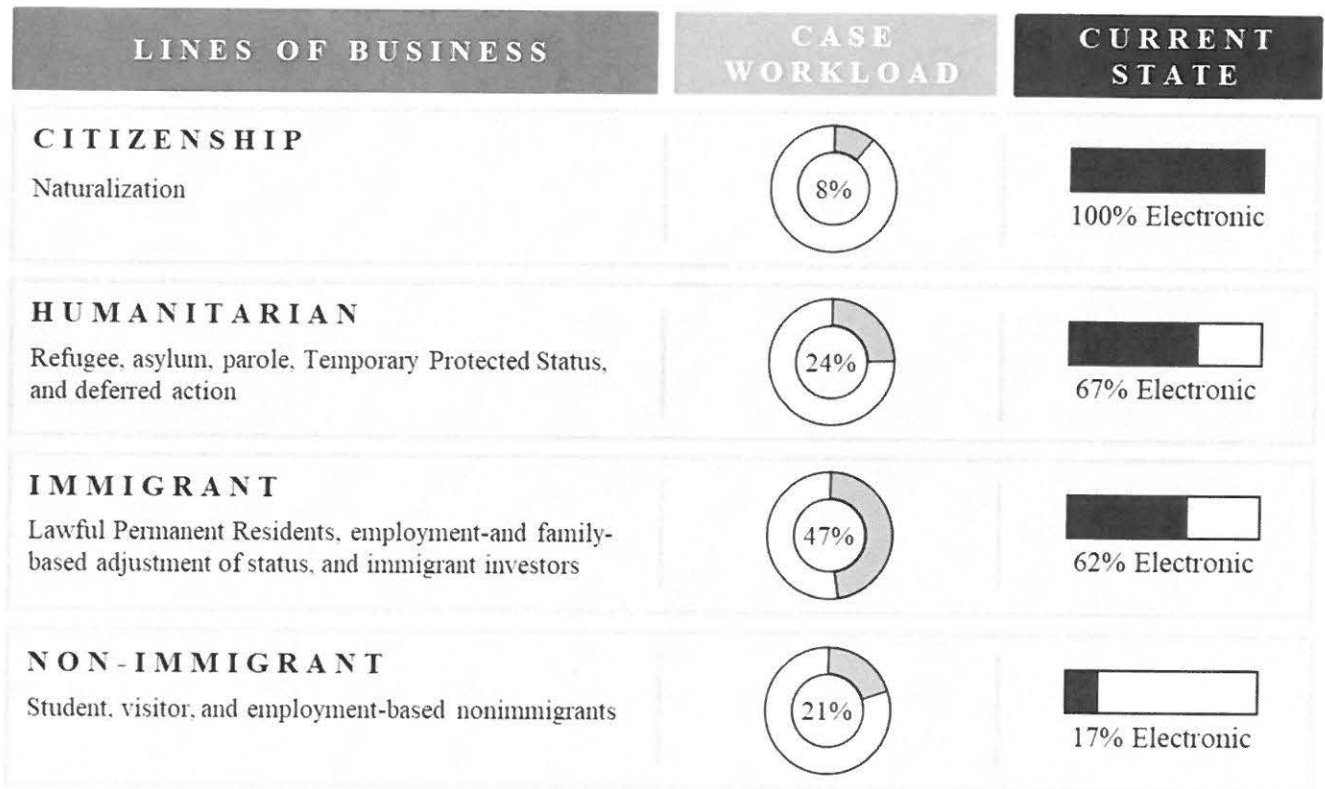 LINES OF BUSINESS
CASE
WORKLOAD
CURRENT
STATE
CITIZENSHIP
Naturalization
8%
100% Electronic
HUMANITARIAN
Refugee, asylum, parole, Temporary Protected Status,
and deferred action
24%
67% Electronic
IMMIGRANT
Lawful Permanent Residents, employment-and family-
based adjustment of status, and immigrant investors
47%
62% Electronic
NON-IMMIGRANT
Student, visitor, and employment-based nonimmigrants
21%
17% Electronic